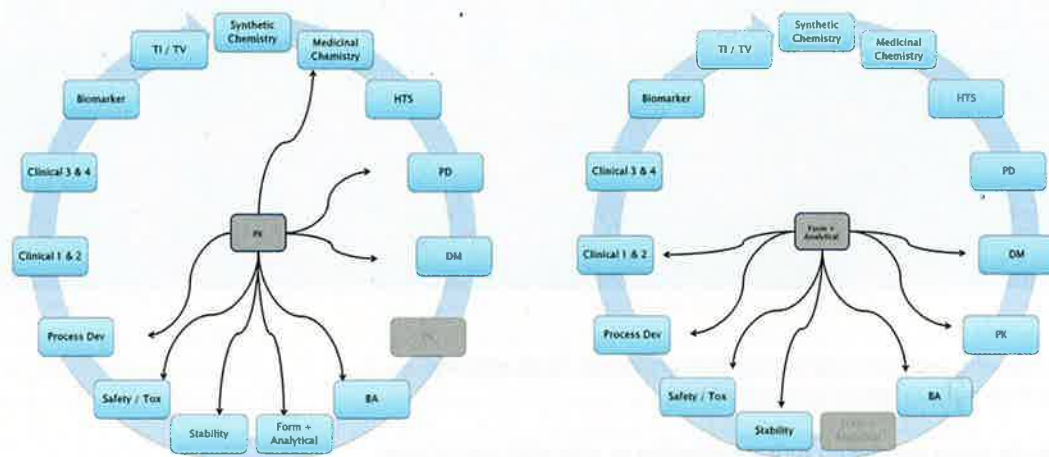 Synthetic
Chemistry
Medicinal
Chemistry
TI / TV
Biomarker
HTS
Clinical 3 & 4
PD
PK
Clinical 1 & 2
DM
Process Dev
Safety / Tox
BA
Stability
Form +
Analytical
Synthetic
Chemistry
Medicinal
Chemistry
TI / TV
Biomarker
HTS
Clinical 3 & 4
PD
Form +
Analytical
Clinical 1 & 2
DM
Process Dev
PK
Safety / Tox
BA
Stability